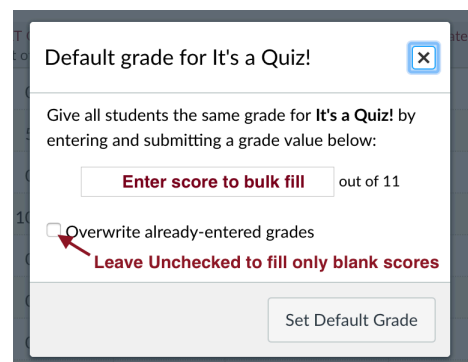 Default grade for It's a Quiz!
Give all students the same grade for It's a Quiz! by
entering and submitting a grade value below:
Enter score to bulk fill out of 11
Overwrite already-entered grades
Leave Unchecked to fill only blank scores
Set Default Grade